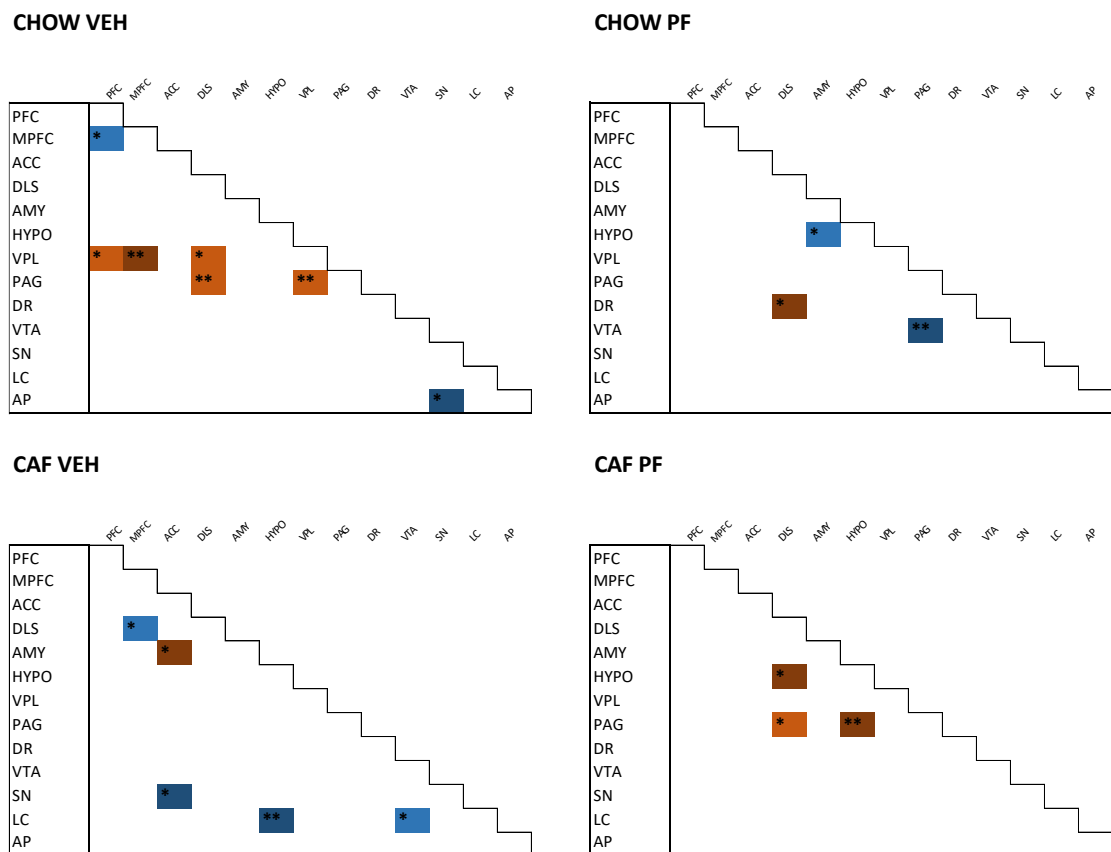 CHOW VEH
CHOW PF
PFC MPFC ACC DLS AMY HYPO VPL PAG DR VTA SN LC AP
PFC MPFC ACC DLS AMY HYPO VPL PAG DR VTA SN LC AP
PFC
PFC
MPFC *
MPFC
ACC
ACC
DLS
DLS
AMY
AMY
HYPO
HYPO *
VPL * ** *
VPL
PAG ** **
PAG
DR
DR *
VTA
VTA **
SN
SN
LC
LC
AP *
AP
CAF VEH
CAF PF
PFC MPFC ACC DLS AMY HYPO VPL PAG DR VTA SN LC AP
PFC MPFC ACC DLS AMY HYPO VPL PAG DR VTA SN LC AP
PFC
PFC
MPFC
MPFC
ACC
ACC
DLS *
DLS
AMY *
AMY
HYPO
HYPO *
VPL
VPL
PAG
PAG * **
DR
DR
VTA
VTA
SN *
SN
LC ** *
LC
AP
AP